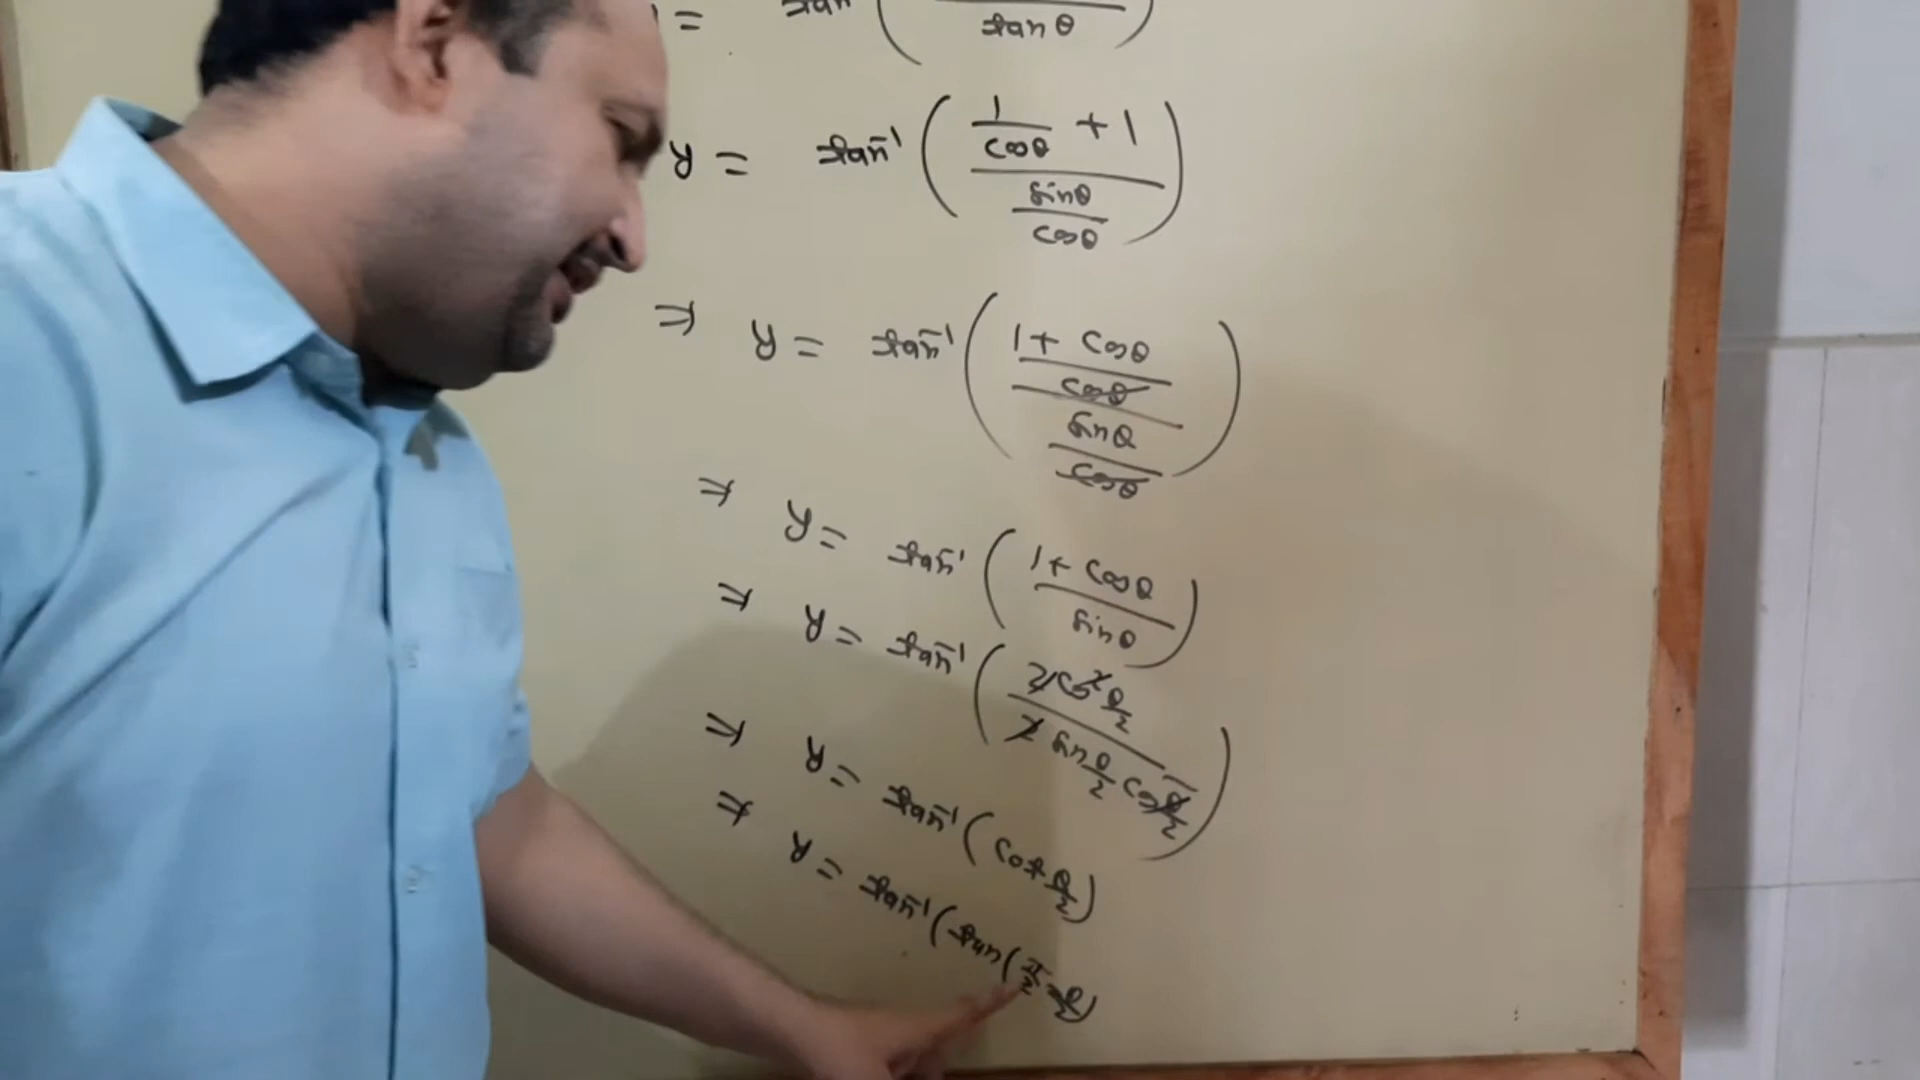 = tan ( / tan θ )
y = tan⁻¹ ( (1/cosθ + 1) / (sinθ/cosθ) )
⇒ y = tan⁻¹ ( ((1 + cosθ)/cosθ) / (sinθ/cosθ) )
⇒ y = tan⁻¹ ( (1 + cosθ) / sinθ )
⇒ y = tan⁻¹ ( 2cos² θ/2 / 2 sin θ/2 cos θ/2 )
⇒ y = tan⁻¹ ( cot θ/2 )
⇒ y = tan⁻¹ ( tan ( π/2 - θ/2 )